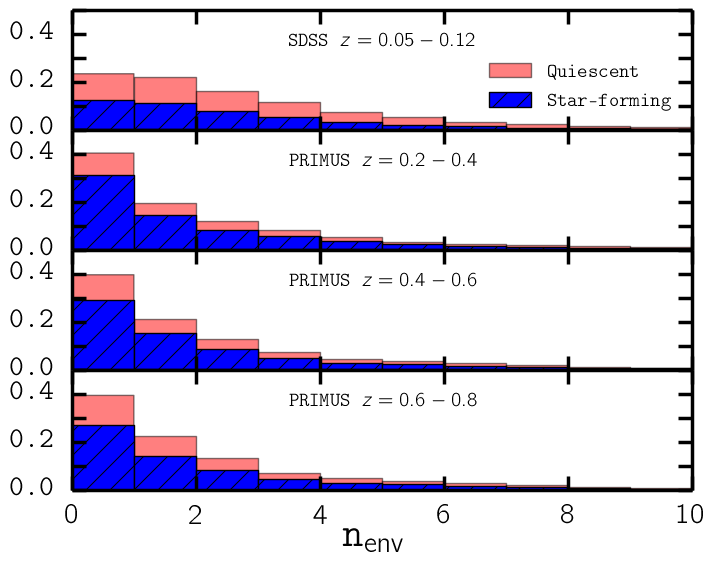 0.4
SDSS z = 0.05 − 0.12
0.2
Quiescent
Star-forming
0.0
0.4
PRIMUS z = 0.2 − 0.4
0.2
0.0
0.4
PRIMUS z = 0.4 − 0.6
0.2
0.0
0.4
PRIMUS z = 0.6 − 0.8
0.2
0.0
0 2 4 6 8 10
n_env